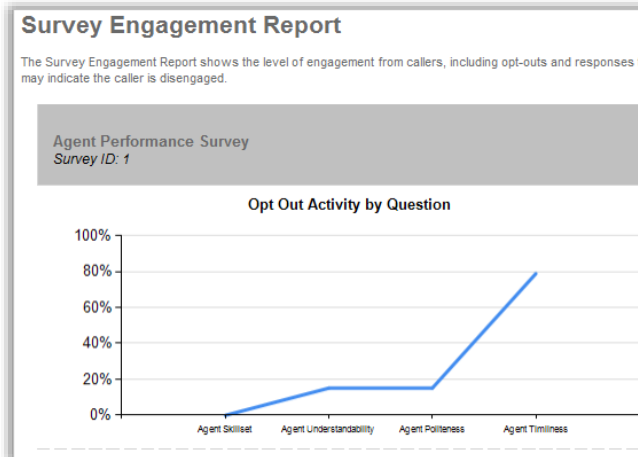 Survey Engagement Report
The Survey Engagement Report shows the level of engagement from callers, including opt-outs and responses
may indicate the caller is disengaged.
Agent Performance Survey
Survey ID: 1
Opt Out Activity by Question
100%
80%
60%
40%
20%
0%
Agent Skillset Agent Understandability Agent Politeness Agent Timliness